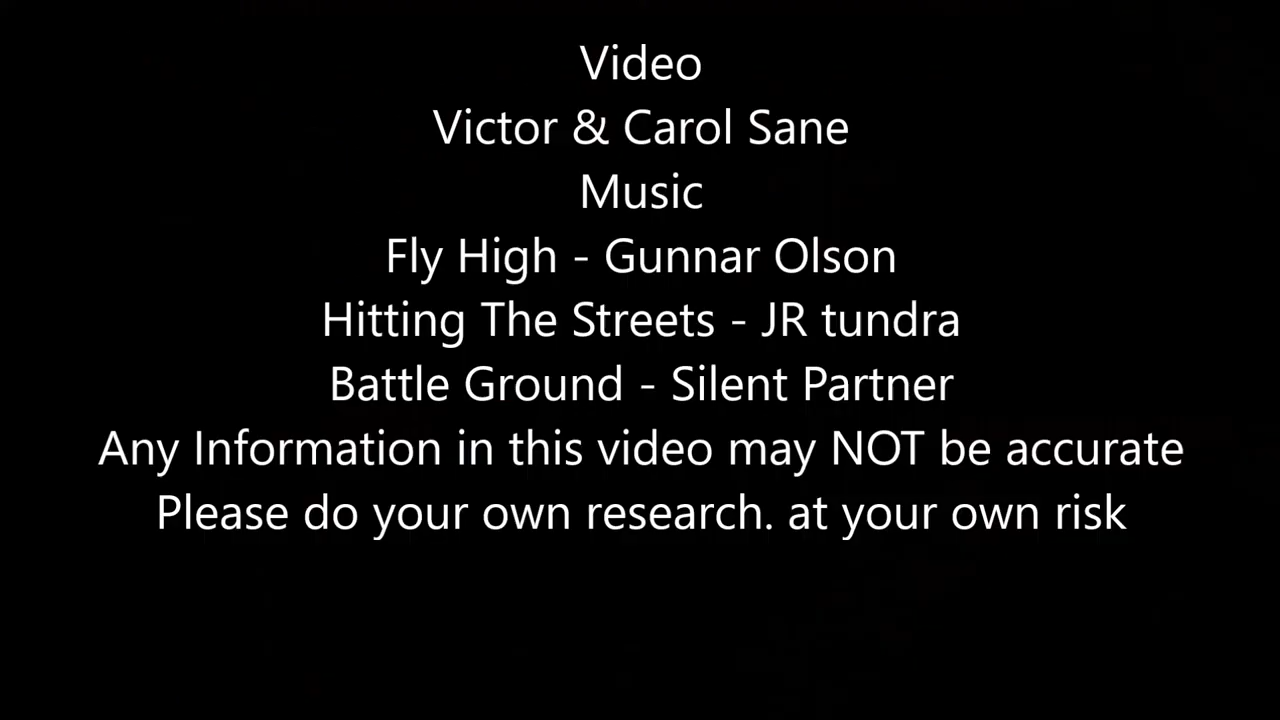 Video
Victor & Carol Sane
Music
Fly High - Gunnar Olson
Hitting The Streets - JR tundra
Battle Ground - Silent Partner
Any Information in this video may NOT be accurate
Please do your own research. at your own risk